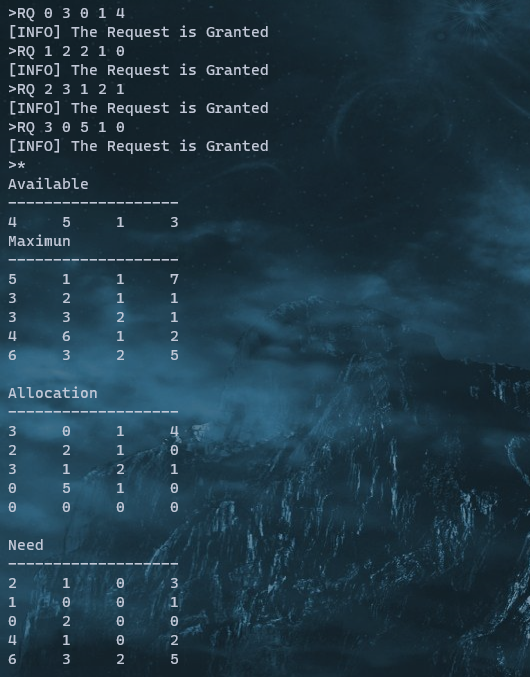 >RQ 0 3 0 1 4
[INFO] The Request is Granted
>RQ 1 2 2 1 0
[INFO] The Request is Granted
>RQ 2 3 1 2 1
[INFO] The Request is Granted
>RQ 3 0 5 1 0
[INFO] The Request is Granted
>*
Available
-------------------
4     5     1     3
Maximun
-------------------
5     1     1     7
3     2     1     1
3     3     2     1
4     6     1     2
6     3     2     5

Allocation
-------------------
3     0     1     4
2     2     1     0
3     1     2     1
0     5     1     0
0     0     0     0

Need
-------------------
2     1     0     3
1     0     0     1
0     2     0     0
4     1     0     2
6     3     2     5